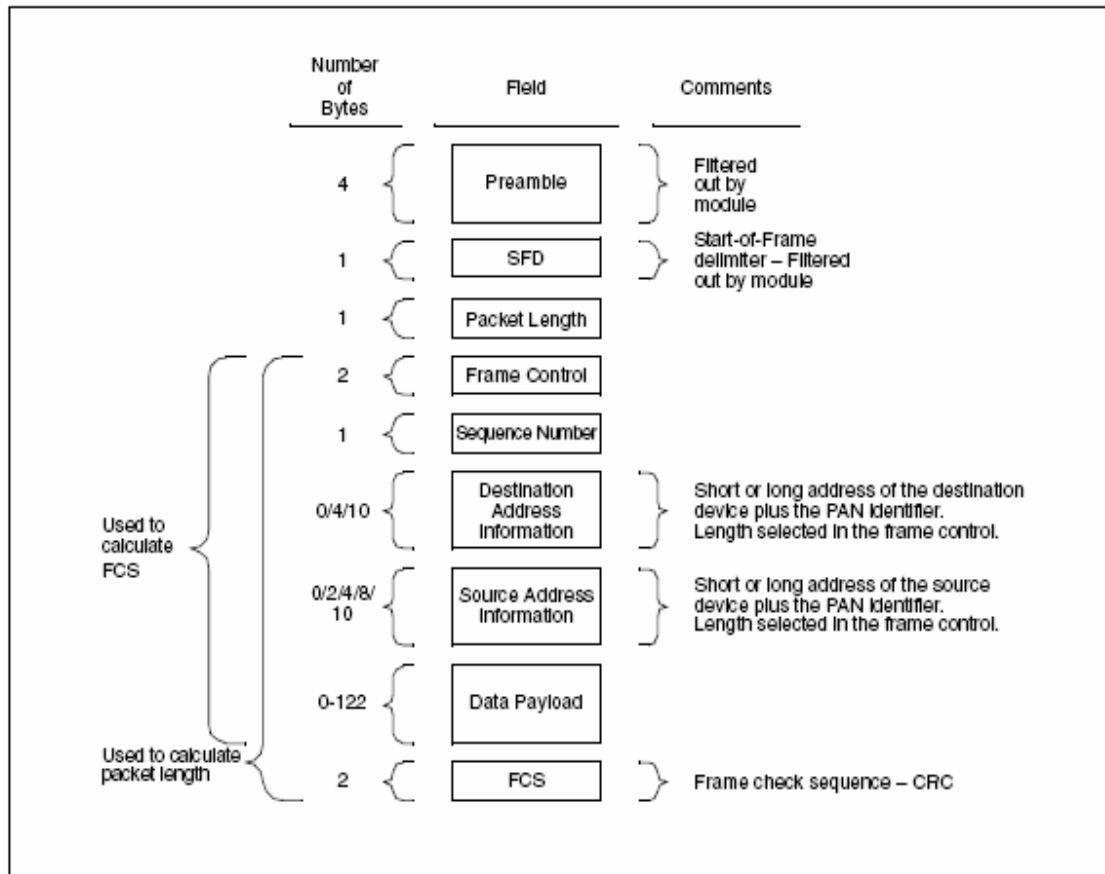 Number
of
Bytes
Field
Comments
4
Preamble
Filtered
out by
module
1
SFD
Start-of-Frame
delimiter – Filtered
out by module
1
Packet Length
2
Frame Control
1
Sequence Number
0/4/10
Destination
Address
Information
Short or long address of the destination
device plus the PAN Identifier.
Length selected in the frame control.
Used to
calculate
FCS
0/2/4/8/
10
Source Address
Information
Short or long address of the source
device plus the PAN Identifier.
Length selected in the frame control.
0-122
Data Payload
Used to calculate
packet length
2
FCS
Frame check sequence – CRC